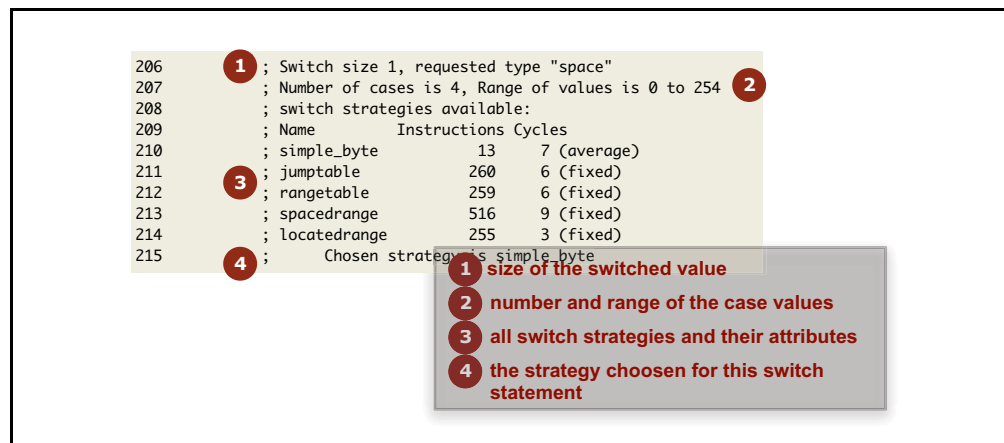 206 1 ; Switch size 1, requested type "space"
207 ; Number of cases is 4, Range of values is 0 to 254 2
208 ; switch strategies available:
209 ; Name Instructions Cycles
210 ; simple_byte 13 7 (average)
211 ; jumptable 260 6 (fixed)
3
212 ; rangetable 259 6 (fixed)
213 ; spacedrange 516 9 (fixed)
214 ; locatedrange 255 3 (fixed)
215 4 ; Chosen strategy is simple_byte
1 size of the switched value
2 number and range of the case values
3 all switch strategies and their attributes
4 the strategy choosen for this switch
statement